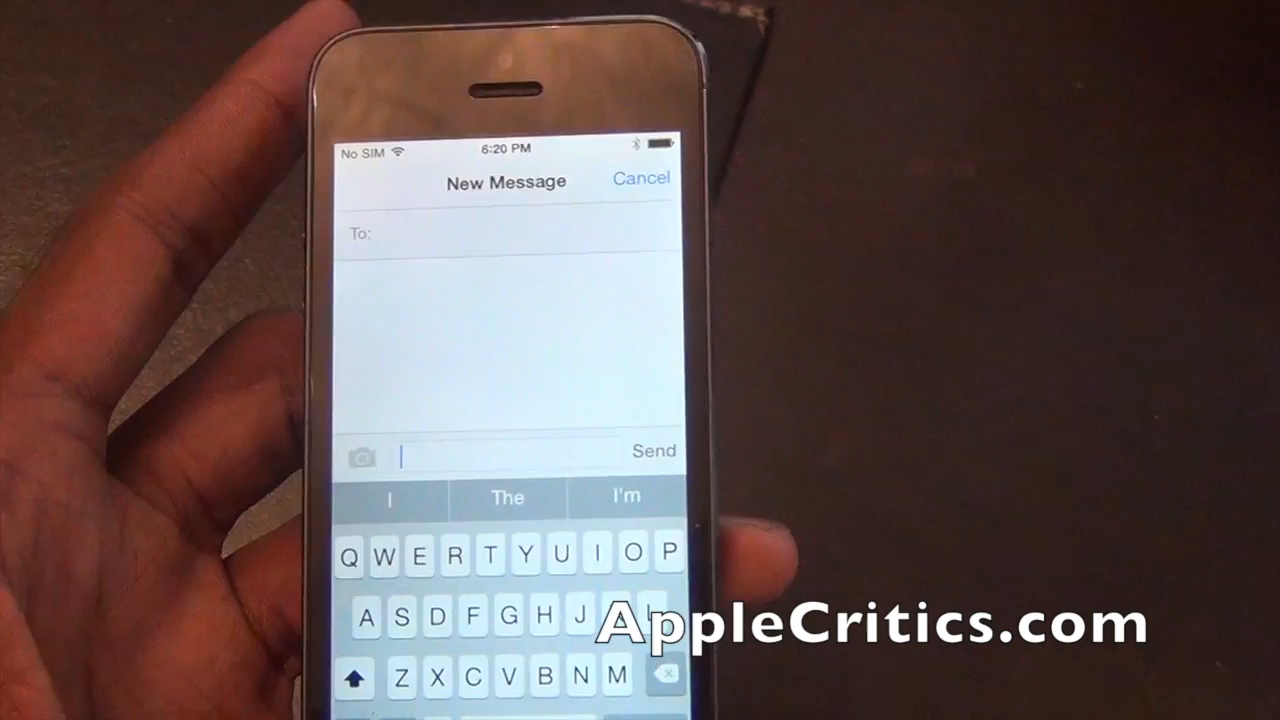 No SIM 6:20 PM
New Message Cancel
To:
Send
I The I'm
Q W E R T Y U I O P
A S D F G H J L
Z X C V B N M
AppleCritics.com